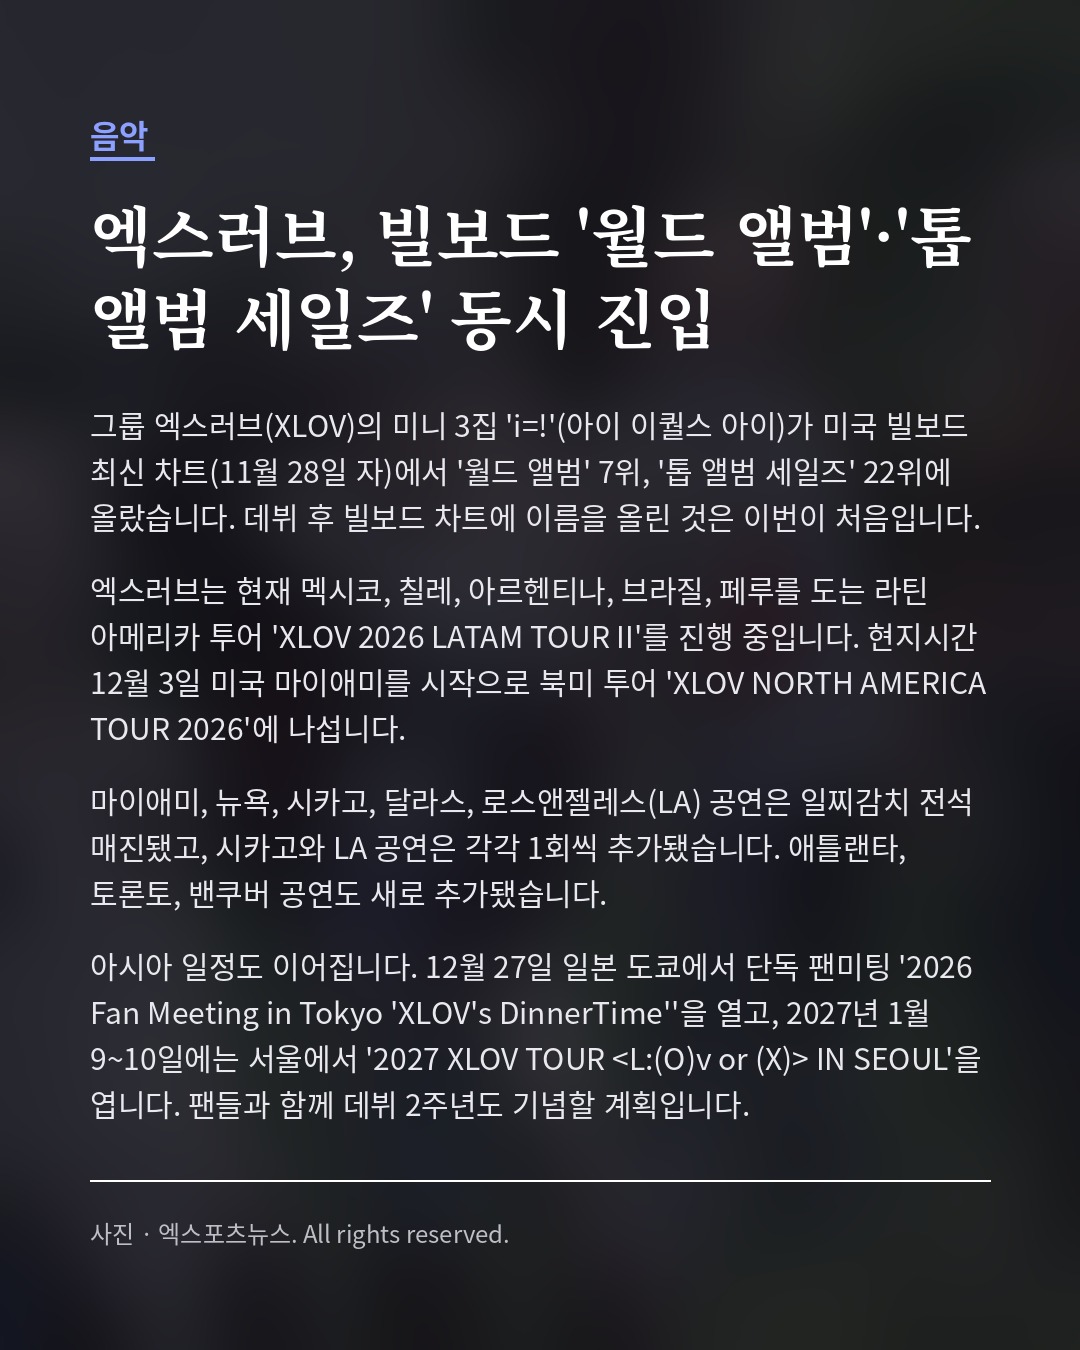 음악
엑스러브, 빌보드 '월드 앨범'·'톱
앨범 세일즈' 동시 진입
그룹 엑스러브(XLOV)의 미니 3집 'i=!'(아이 이퀄스 아이)가 미국 빌보드
최신 차트(11월 28일 자)에서 '월드 앨범' 7위, '톱 앨범 세일즈' 22위에
올랐습니다. 데뷔 후 빌보드 차트에 이름을 올린 것은 이번이 처음입니다.
엑스러브는 현재 멕시코, 칠레, 아르헨티나, 브라질, 페루를 도는 라틴
아메리카 투어 'XLOV 2026 LATAM TOUR II'를 진행 중입니다. 현지시간
12월 3일 미국 마이애미를 시작으로 북미 투어 'XLOV NORTH AMERICA
TOUR 2026'에 나섭니다.
마이애미, 뉴욕, 시카고, 달라스, 로스앤젤레스(LA) 공연은 일찌감치 전석
매진됐고, 시카고와 LA 공연은 각각 1회씩 추가됐습니다. 애틀랜타,
토론토, 밴쿠버 공연도 새로 추가됐습니다.
아시아 일정도 이어집니다. 12월 27일 일본 도쿄에서 단독 팬미팅 '2026
Fan Meeting in Tokyo 'XLOV's DinnerTime''을 열고, 2027년 1월
9~10일에는 서울에서 '2027 XLOV TOUR <L:(O)v or (X)> IN SEOUL'을
엽니다. 팬들과 함께 데뷔 2주년도 기념할 계획입니다.
사진 · 엑스포츠뉴스. All rights reserved.